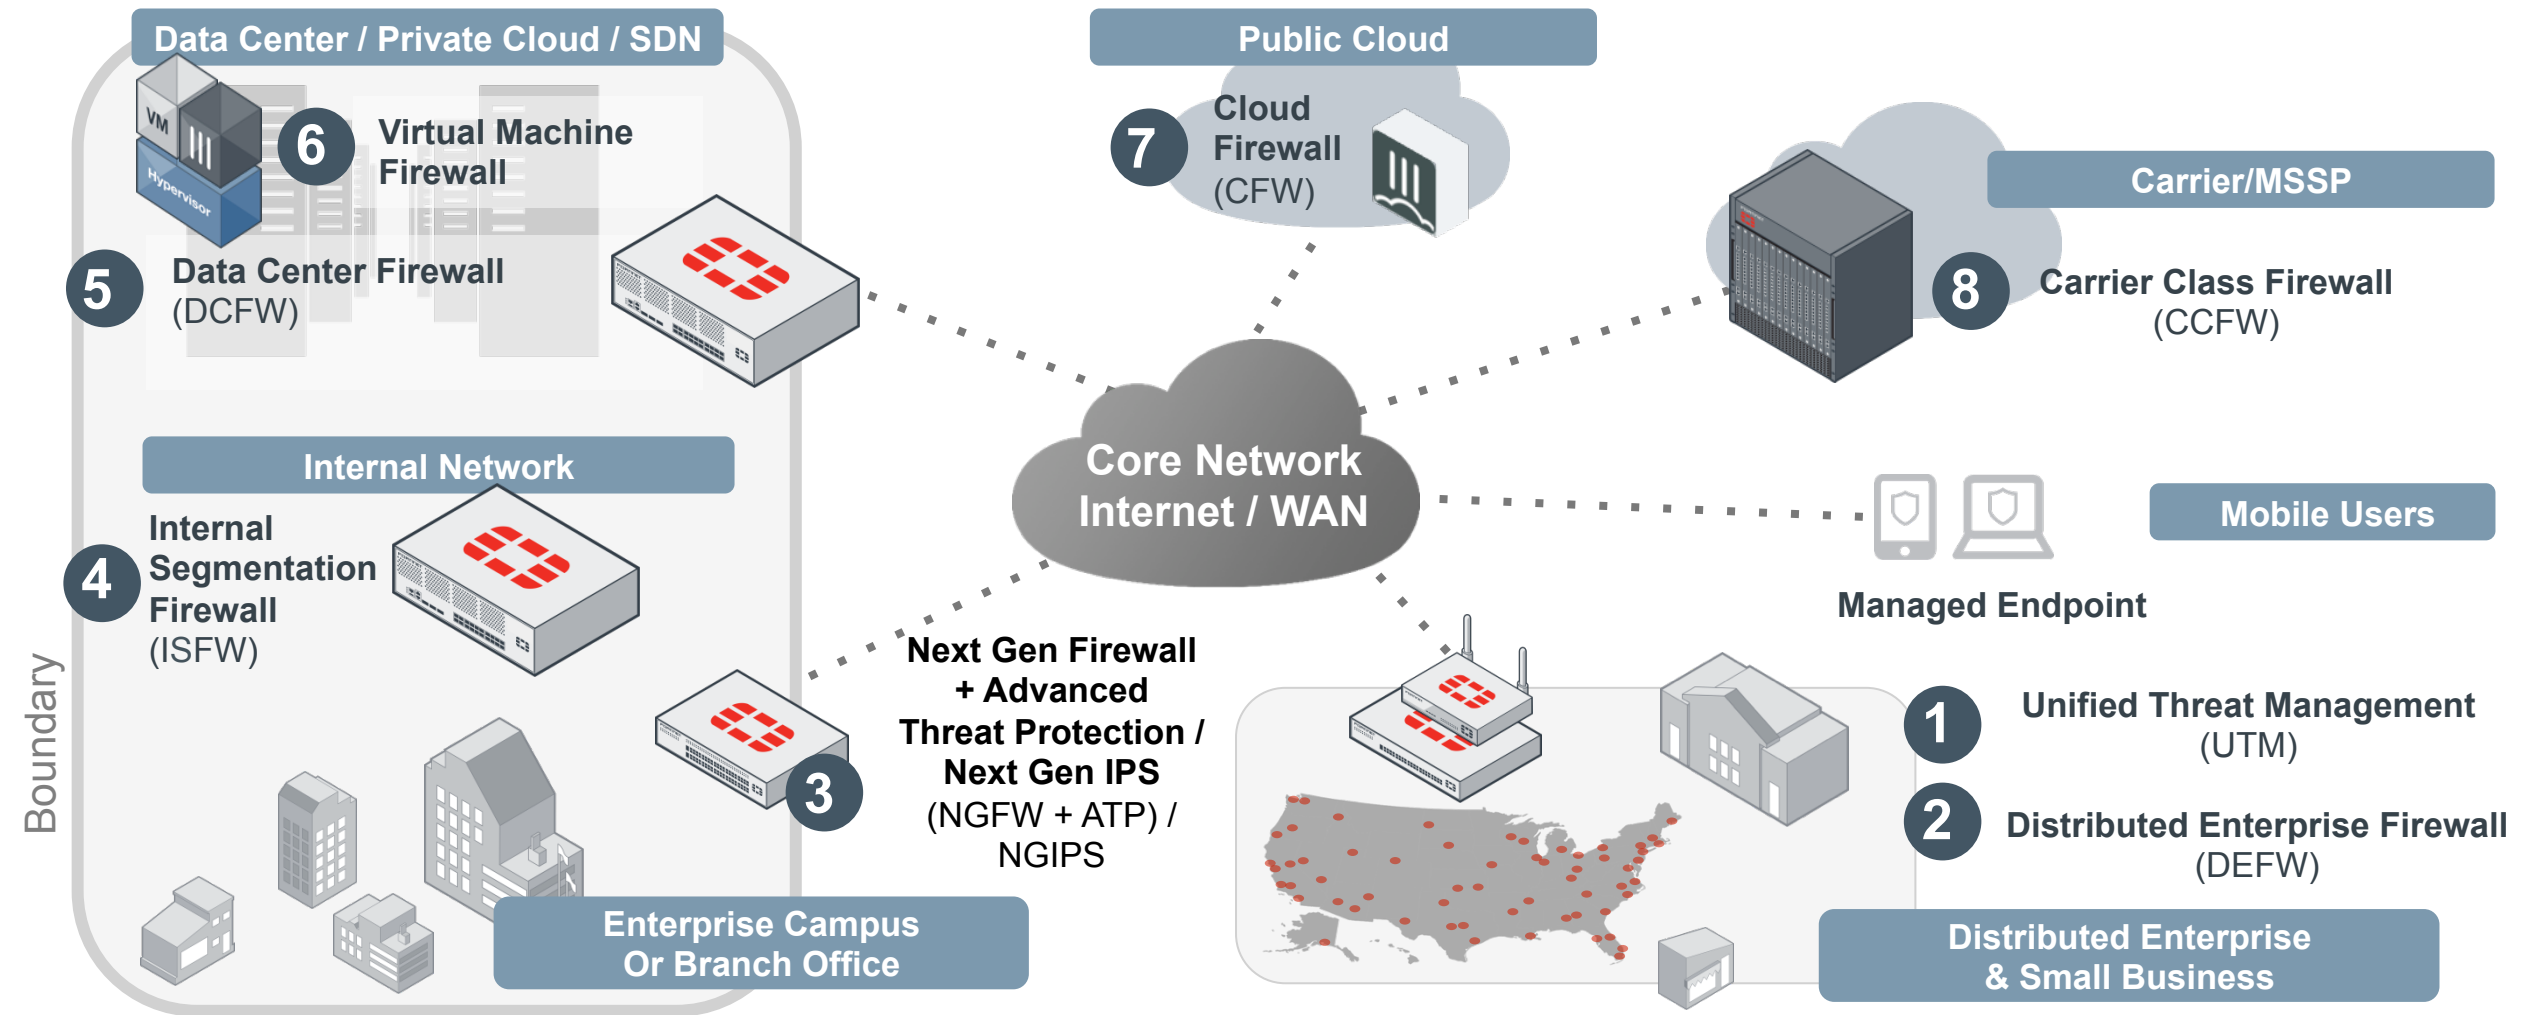 Data Center / Private Cloud / SDN
VM
Hypervisor
6
Virtual Machine
Firewall
5
Data Center Firewall
(DCFW)
Public Cloud
7
Cloud
Firewall
(CFW)
Carrier/MSSP
8
Carrier Class Firewall
(CCFW)
Internal Network
4
Internal
Segmentation
Firewall
(ISFW)
Core Network
Internet / WAN
Mobile Users
Managed Endpoint
Boundary
3
Next Gen Firewall
+ Advanced
Threat Protection /
Next Gen IPS
(NGFW + ATP) /
NGIPS
Enterprise Campus
Or Branch Office
1
Unified Threat Management
(UTM)
2
Distributed Enterprise Firewall
(DEFW)
Distributed Enterprise
& Small Business